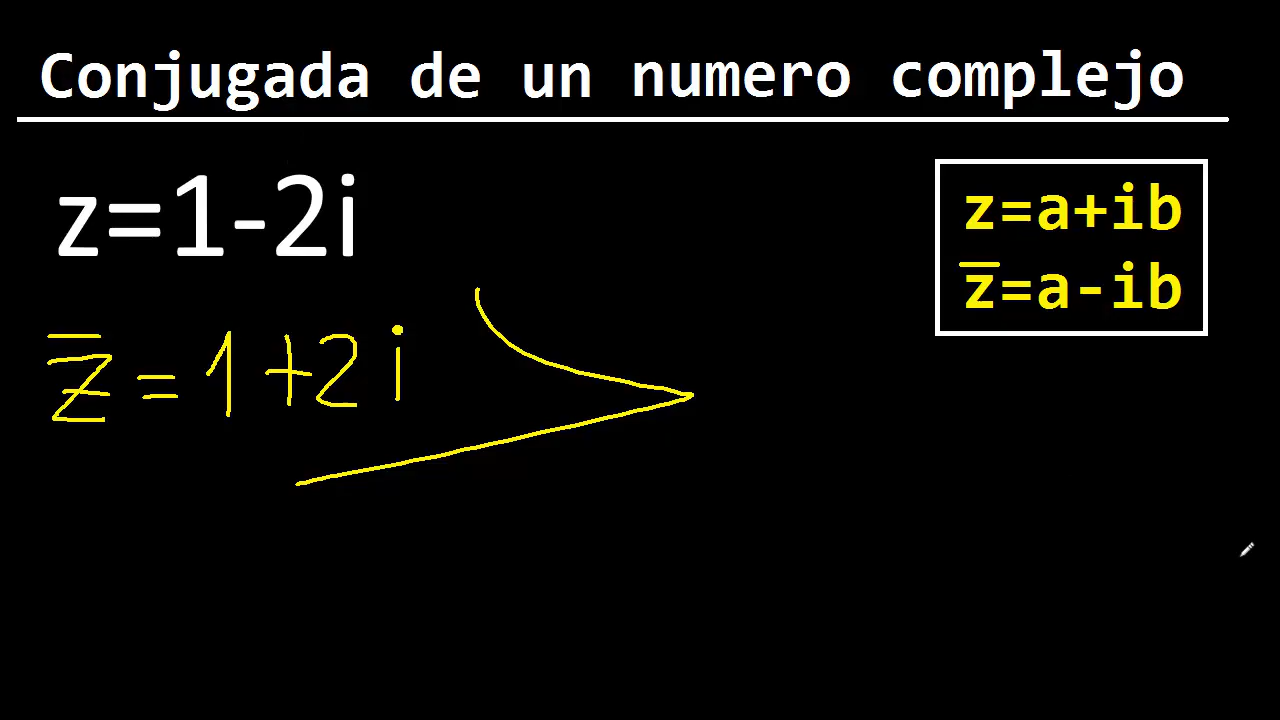 Conjugada de un numero complejo
z=1-2i
z̅=1+2i
z=a+ib
z̅=a-ib